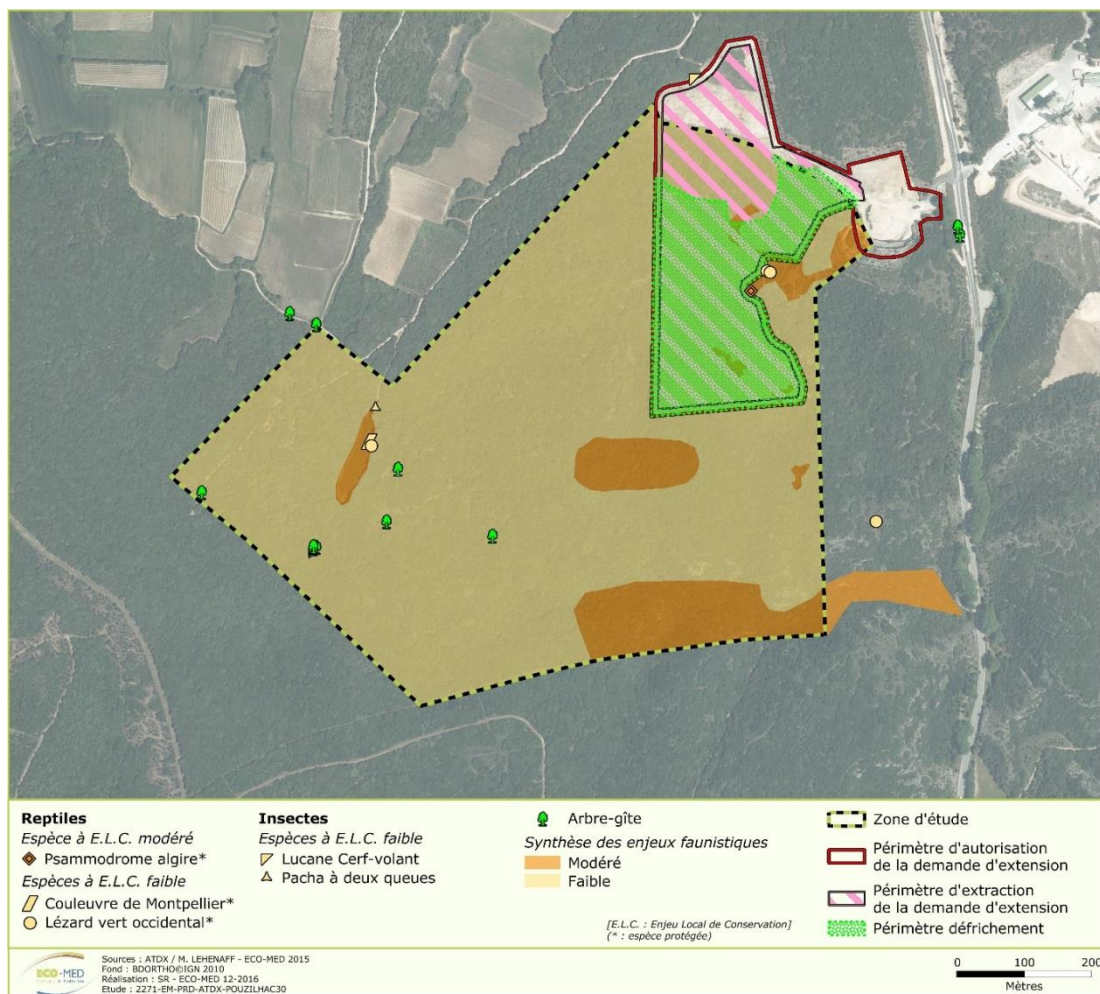 Reptiles
Espèce à E.L.C. modéré
Psammodrome algire*
Espèces à E.L.C. faible
Couleuvre de Montpellier*
Lézard vert occidental*
Insectes
Espèces à E.L.C. faible
Lucane Cerf-volant
Pacha à deux queues
Arbre-gîte
Synthèse des enjeux faunistiques
Modéré
Faible
[E.L.C. : Enjeu Local de Conservation]
(* : espèce protégée)
Zone d'étude
Périmètre d'autorisation
de la demande d'extension
Périmètre d'extraction
de la demande d'extension
Périmètre défrichement
ECO-MED
Sources : ATDX / M. LEHENAFF - ECO-MED 2015
Fond : BDORTHO©IGN 2010
Réalisation : SR - ECO-MED 12-2016
Etude : 2271-EM-PRD-ATDX-POUZILHAC30
0 100 200
Mètres